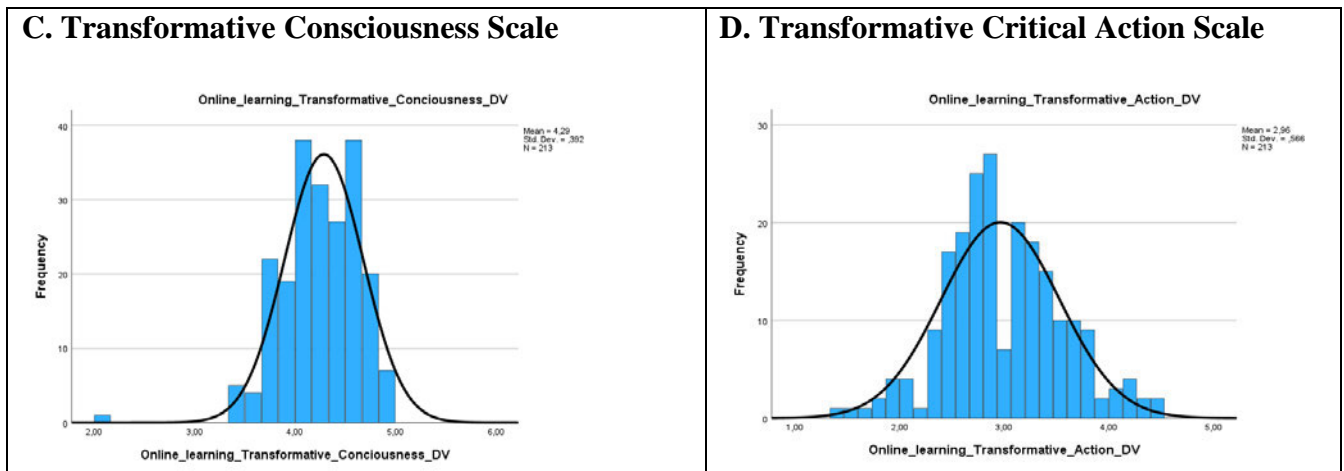 C. Transformative Consciousness Scale
Online_learning_Transformative_Conciousness_DV
Mean = 4,29
Std. Dev. = ,392
N = 213
40
30
20
10
0
Frequency
2,00 3,00 4,00 5,00 6,00
Online_learning_Transformative_Conciousness_DV
D. Transformative Critical Action Scale
Online_learning_Transformative_Action_DV
Mean = 2,96
Std. Dev. = ,566
N = 213
30
20
10
0
Frequency
1,00 2,00 3,00 4,00 5,00
Online_learning_Transformative_Action_DV